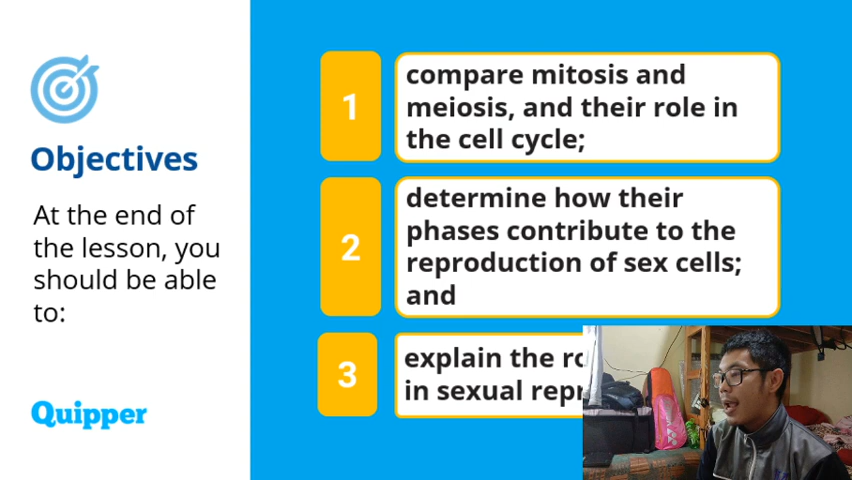 Objectives
At the end of
the lesson, you
should be able
to:
Quipper
1
compare mitosis and
meiosis, and their role in
the cell cycle;
2
determine how their
phases contribute to the
reproduction of sex cells;
and
3
explain the
in sexual